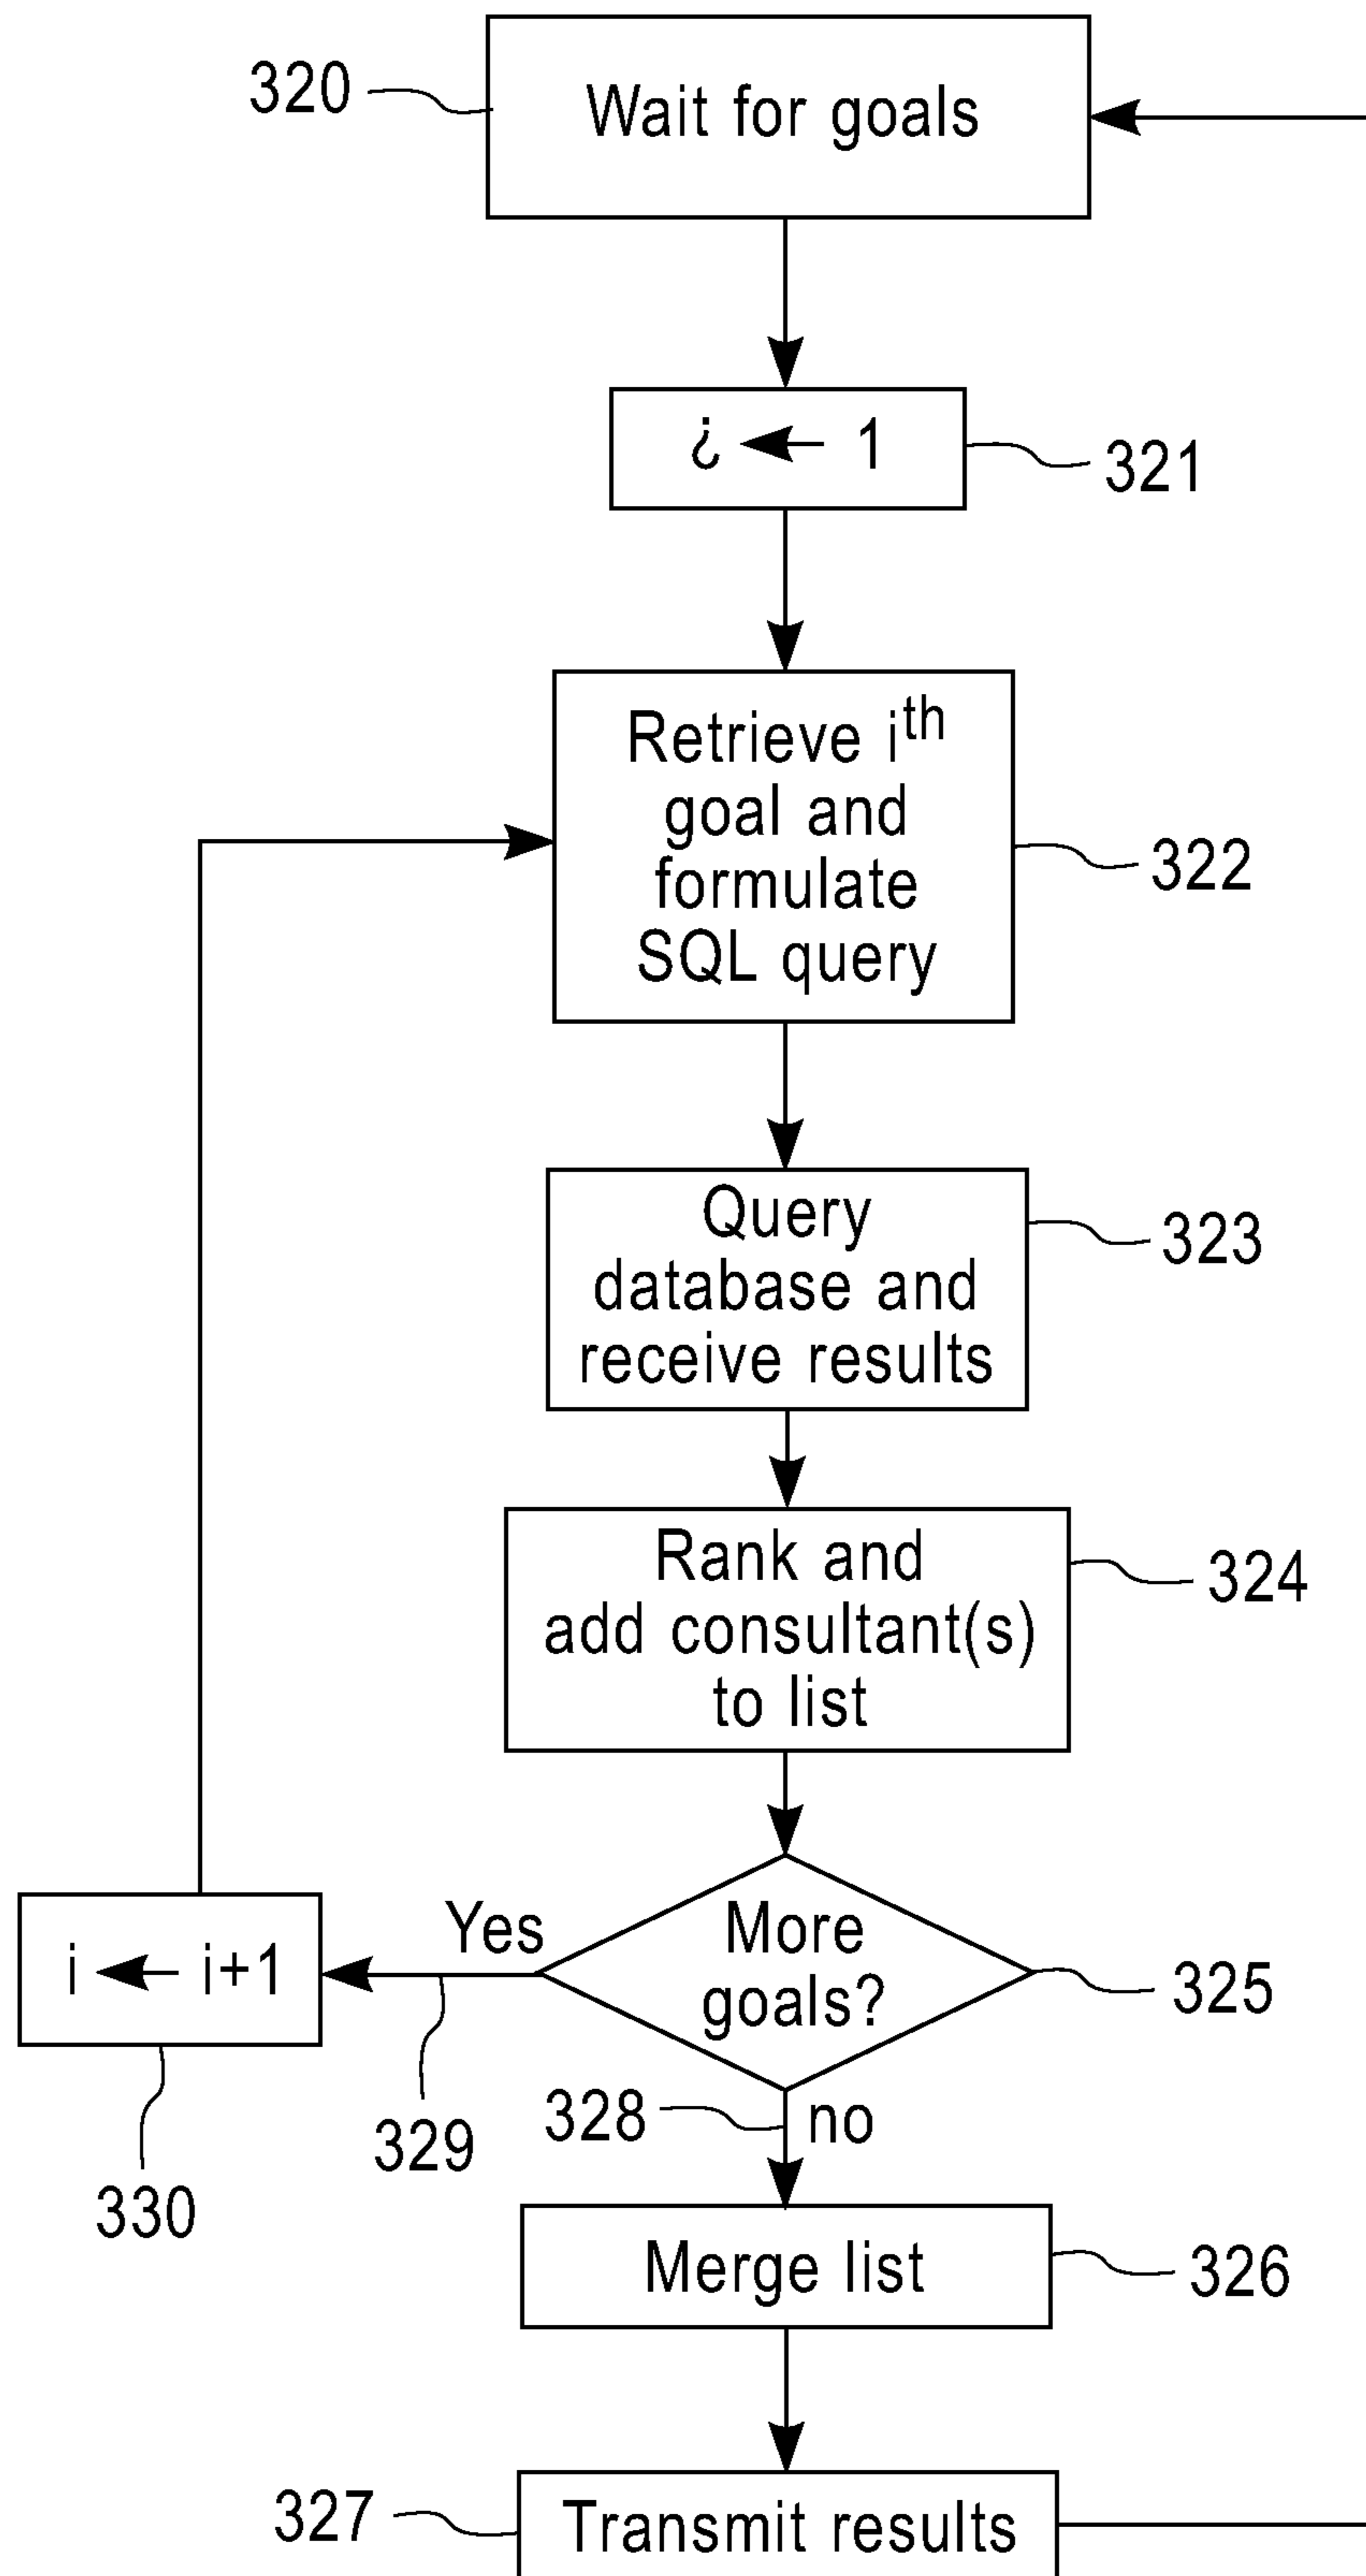 320
Wait for goals
¿ ← 1
321
Retrieve iᵗʰ
goal and
formulate
SQL query
322
Query
database and
receive results
323
Rank and
add consultant(s)
to list
324
More
goals?
325
Yes
329
i ← i+1
330
328
no
Merge list
326
327
Transmit results